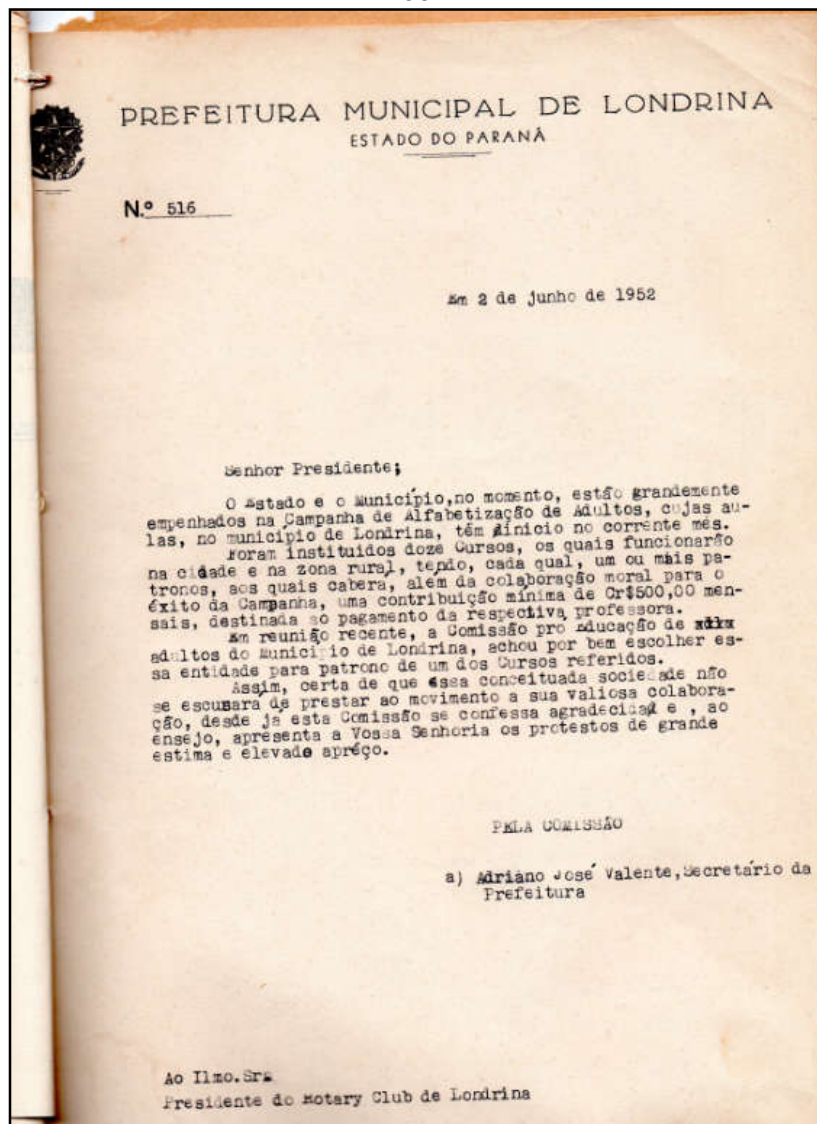 PREFEITURA MUNICIPAL DE LONDRINA
ESTADO DO PARANÁ
N.º 516
Em 2 de junho de 1952
Senhor Presidente;
O Estado e o Município,no momento, estão grandemente
empenhados na Campanha de Alfabetização de Adultos, cujas au-
las, no município de Londrina, têm inicio no corrente mês.
Foram instituidos doze Cursos, os quais funcionarão
na cidade e na zona rural, tendo, cada qual, um ou mais pa-
tronos, aos quais caberá, alem da colaboração moral para o
éxito da Campanha, uma contribuição mínima de Cr$500,00 men-
sais, destinada ao pagamento da respectiva professora.
Em reunião recente, a Comissão pro Educação de
adultos do Municipio de Londrina, achou por bem escolher es-
sa entidade para patrono de um dos Cursos referidos.
Assim, certa de que essa conceituada sociedade não
se escusará de prestar ao movimento a sua valiosa colabora-
ção, desde já esta Comissão se confessa agradecida e , ao
ensejo, apresenta a Vossa Senhoria os protestos de grande
estima e elevado apréço.
PELA COMISSÃO
a) Adriano José Valente,Secretário da
Prefeitura
Ao Ilmo.Sr.
Presidente do Rotary Club de Londrina